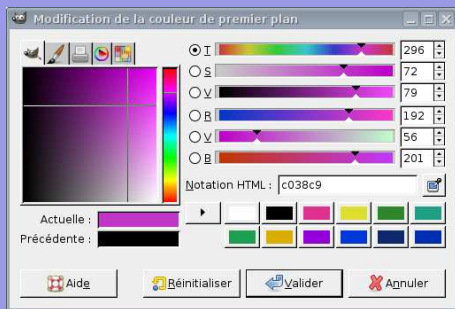 Modification de la couleur de premier plan
T 296
S 72
V 79
R 192
V 56
B 201
Notation HTML : c038c9
Actuelle :
Précédente :
Aide Réinitialiser Valider Annuler